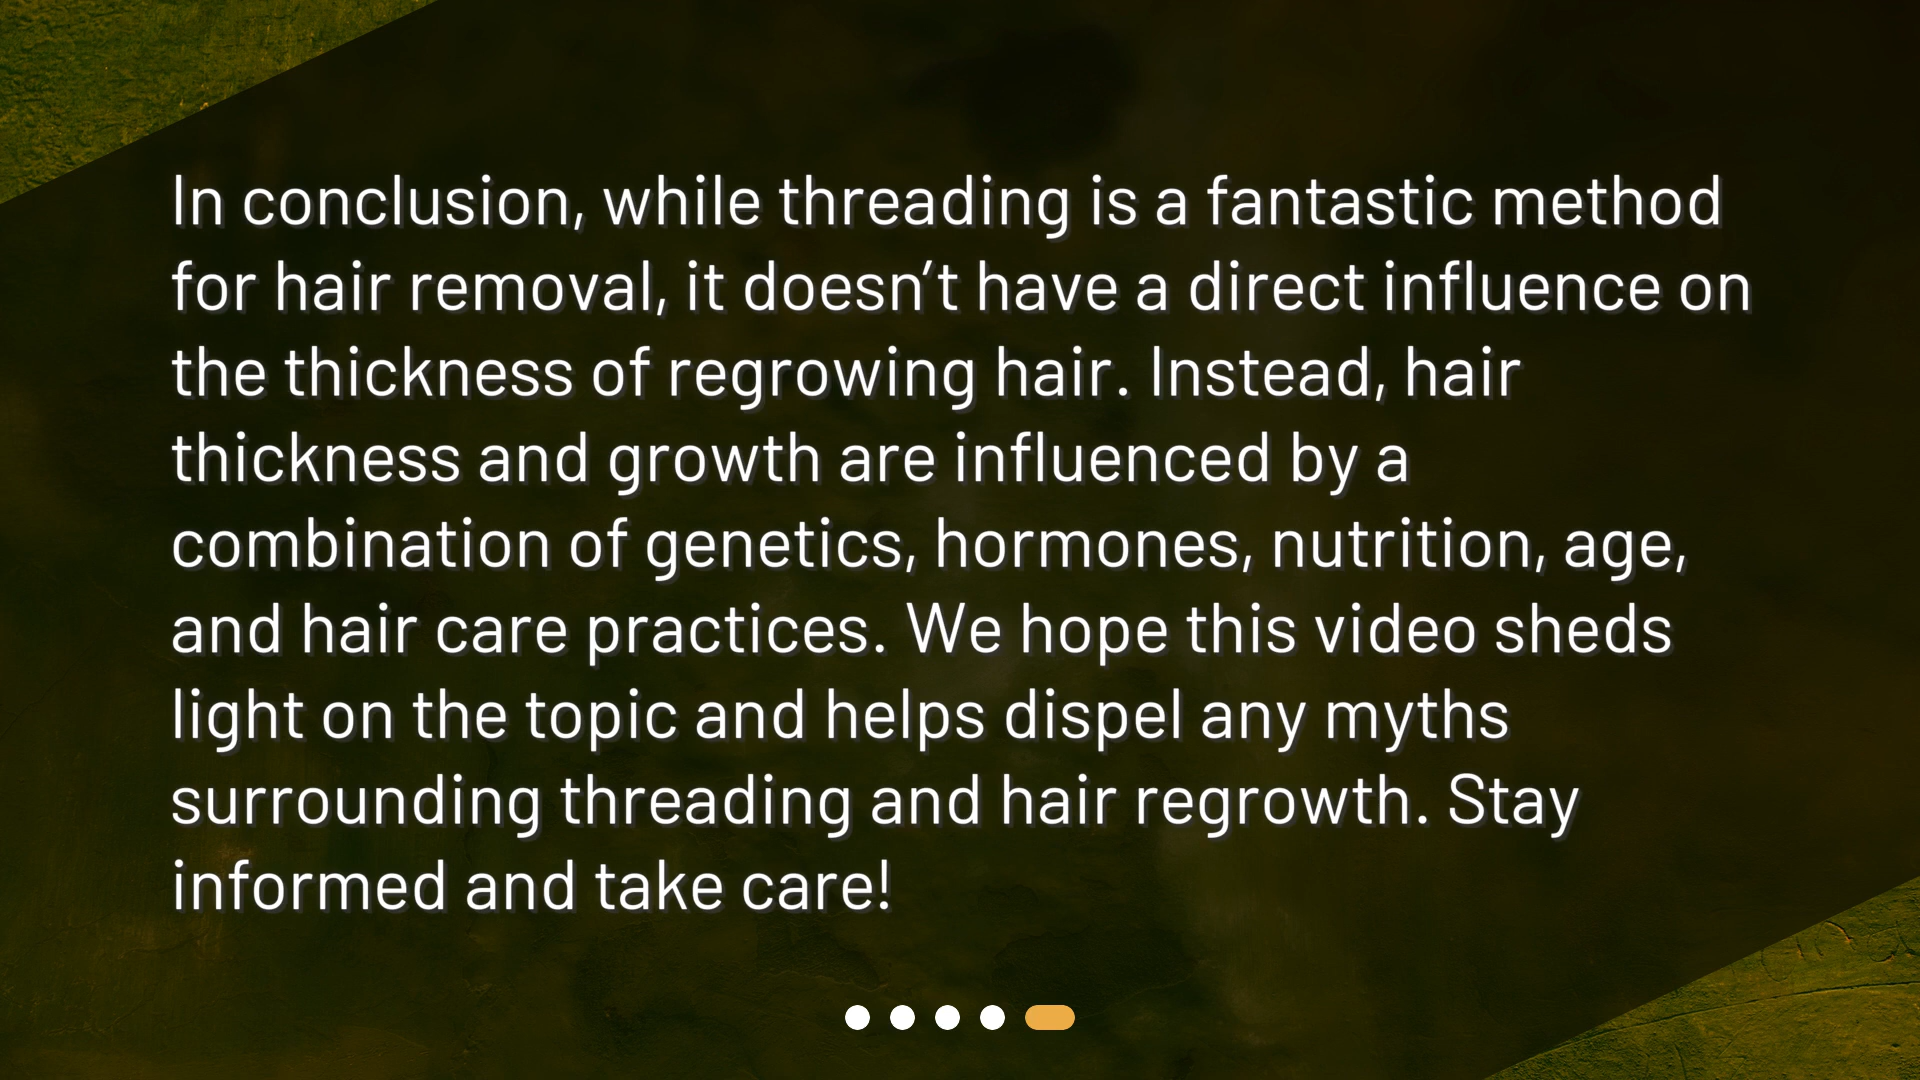 In conclusion, while threading is a fantastic method
for hair removal, it doesn’t have a direct influence on
the thickness of regrowing hair. Instead, hair
thickness and growth are influenced by a
combination of genetics, hormones, nutrition, age,
and hair care practices. We hope this video sheds
light on the topic and helps dispel any myths
surrounding threading and hair regrowth. Stay
informed and take care!